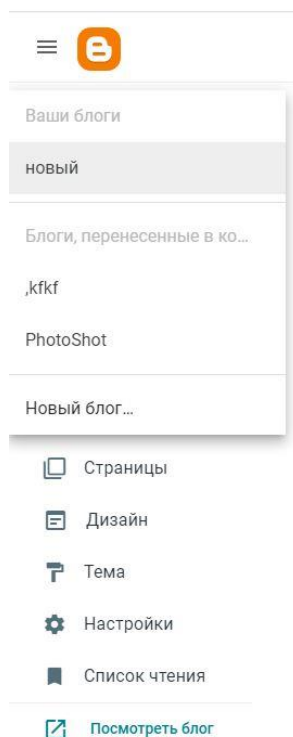 Ваши блоги
новый
Блоги, перенесенные в ко...
,kfkf
PhotoShot
Новый блог...
Страницы
Дизайн
Тема
Настройки
Список чтения
Посмотреть блог